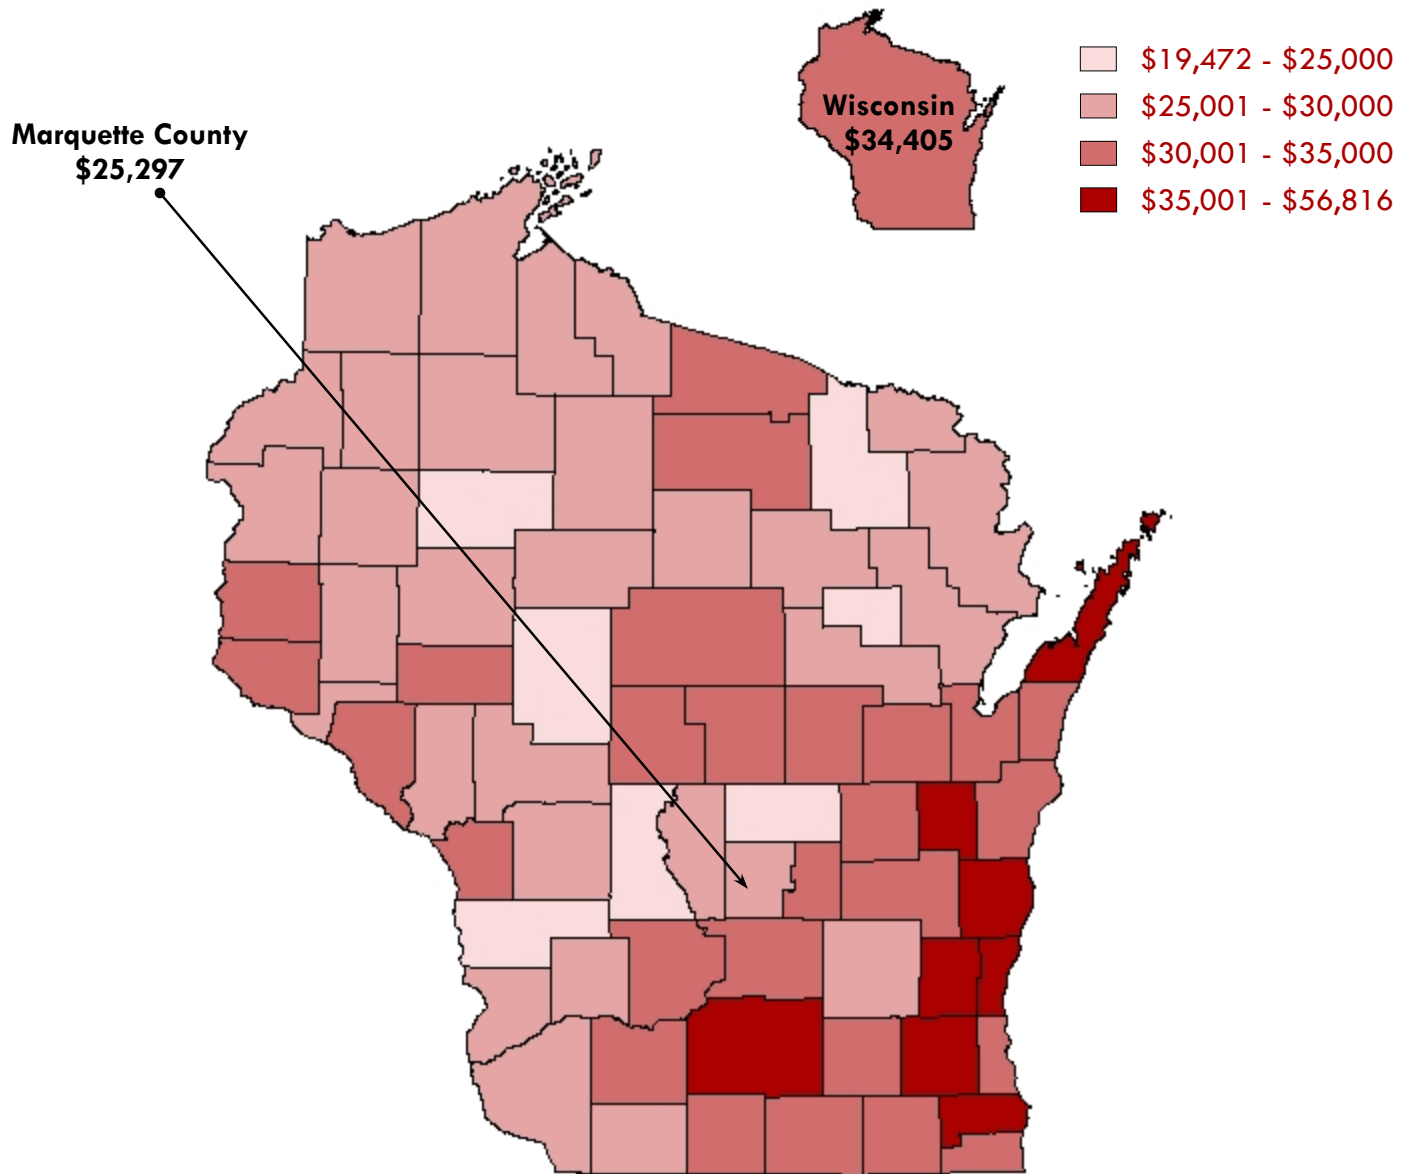 Wisconsin
$34,405
$19,472 - $25,000
$25,001 - $30,000
$30,001 - $35,000
$35,001 - $56,816
Marquette County
$25,297